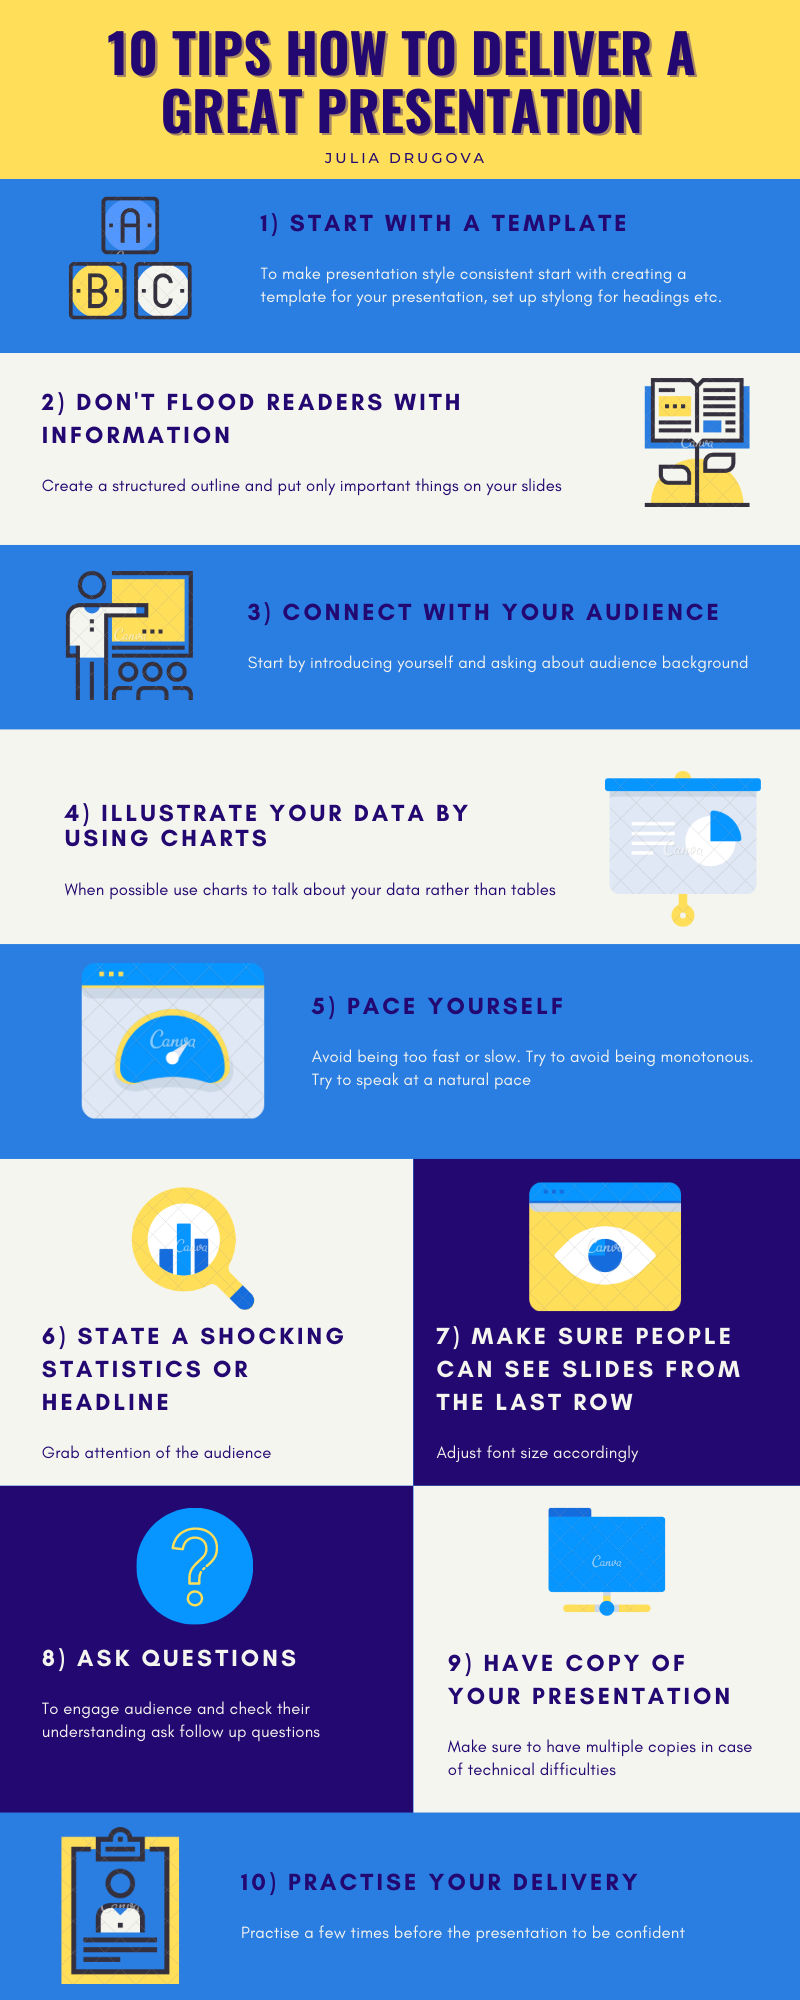 10 TIPS HOW TO DELIVER A
GREAT PRESENTATION
JULIA DRUGOVA
A
B C
1) START WITH A TEMPLATE
To make presentation style consistent start with creating a
template for your presentation, set up stylong for headings etc.
2) DON'T FLOOD READERS WITH
INFORMATION
Create a structured outline and put only important things on your slides
Canva
3) CONNECT WITH YOUR AUDIENCE
Start by introducing yourself and asking about audience background
Canva
4) ILLUSTRATE YOUR DATA BY
USING CHARTS
When possible use charts to talk about your data rather than tables
Canva
Canva
5) PACE YOURSELF
Avoid being too fast or slow. Try to avoid being monotonous.
Try to speak at a natural pace
Canva
6) STATE A SHOCKING
STATISTICS OR
HEADLINE
Grab attention of the audience
Canva
7) MAKE SURE PEOPLE
CAN SEE SLIDES FROM
THE LAST ROW
Adjust font size accordingly
?
8) ASK QUESTIONS
To engage audience and check their
understanding ask follow up questions
Canva
9) HAVE COPY OF
YOUR PRESENTATION
Make sure to have multiple copies in case
of technical difficulties
Canva
10) PRACTISE YOUR DELIVERY
Practise a few times before the presentation to be confident